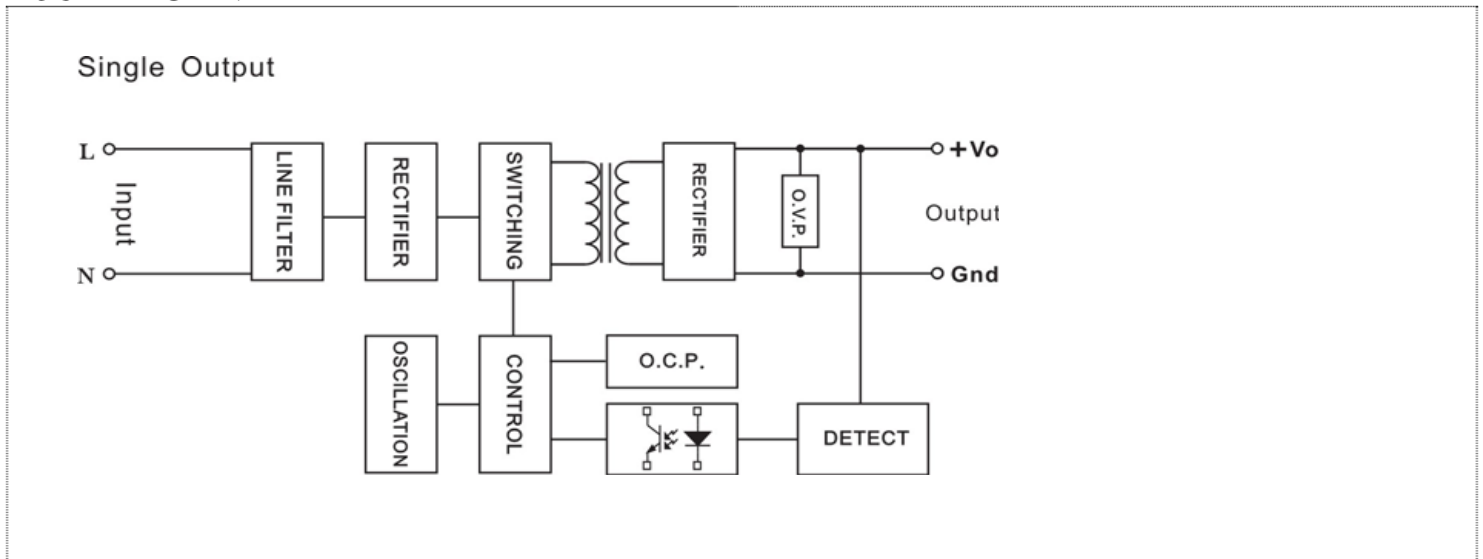 Single Output
L
Input
N
LINE FILTER
RECTIFIER
SWITCHING
RECTIFIER
O.V.P.
+Vo
Output
Gnd
OSCILLATION
CONTROL
O.C.P.
DETECT